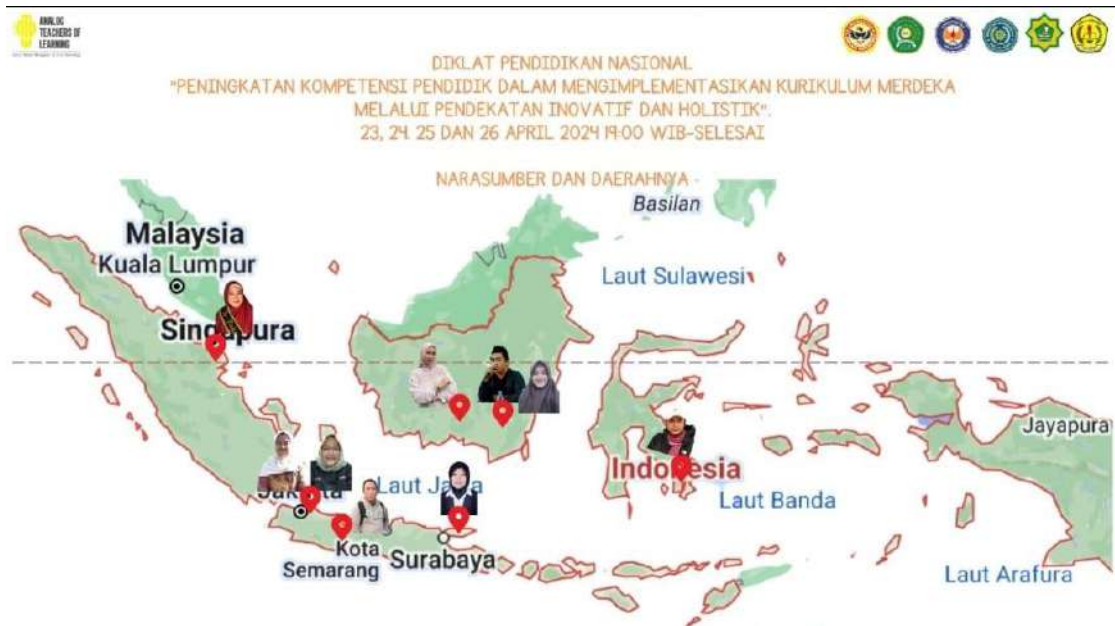 ANALOG
TEACHERS OF
LEARNING
DIKLAT PENDIDIKAN NASIONAL
"PENINGKATAN KOMPETENSI PENDIDIK DALAM MENGIMPLEMENTASIKAN KURIKULUM MERDEKA
MELALUI PENDEKATAN INOVATIF DAN HOLISTIK".
23, 24. 25 DAN 26 APRIL 2024 19:00 WIB-SELESAI
NARASUMBER DAN DAERAHNYA
Basilan
Malaysia
Kuala Lumpur
Laut Sulawesi
Singapura
Jayapura
Indonesia
Jakarta
Laut Jawa
Laut Banda
Kota
Semarang
Surabaya
Laut Arafura